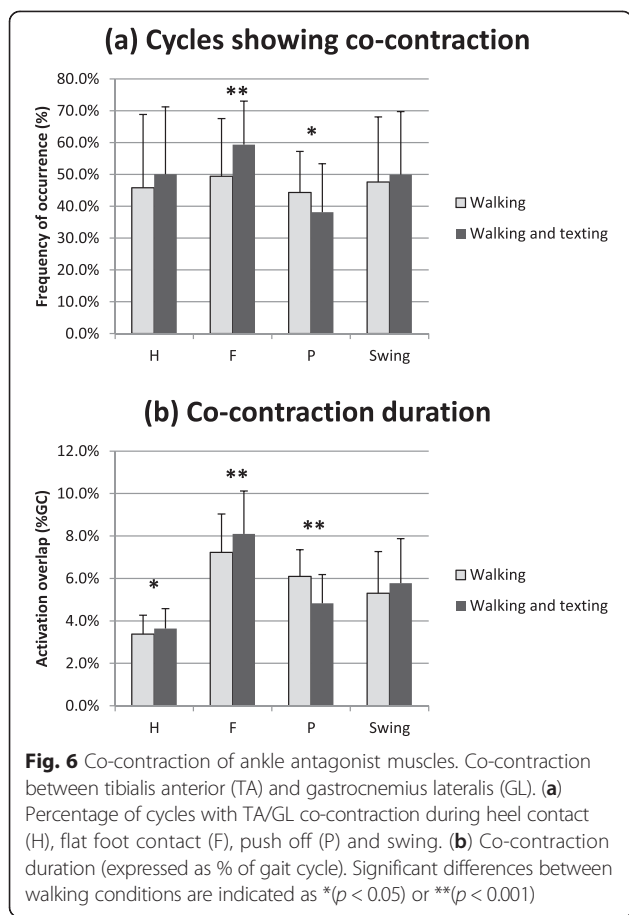 (a) Cycles showing co-contraction
Frequency of occurrence (%)
80.0%
70.0%
60.0%
50.0%
40.0%
30.0%
20.0%
10.0%
0.0%
**
*
H F P Swing
Walking
Walking and texting
(b) Co-contraction duration
Activation overlap (%GC)
12.0%
10.0%
8.0%
6.0%
4.0%
2.0%
0.0%
*
**
**
H F P Swing
Walking
Walking and texting
Fig. 6 Co-contraction of ankle antagonist muscles. Co-contraction
between tibialis anterior (TA) and gastrocnemius lateralis (GL). (a)
Percentage of cycles with TA/GL co-contraction during heel contact
(H), flat foot contact (F), push off (P) and swing. (b) Co-contraction
duration (expressed as % of gait cycle). Significant differences between
walking conditions are indicated as *(p < 0.05) or **(p < 0.001)